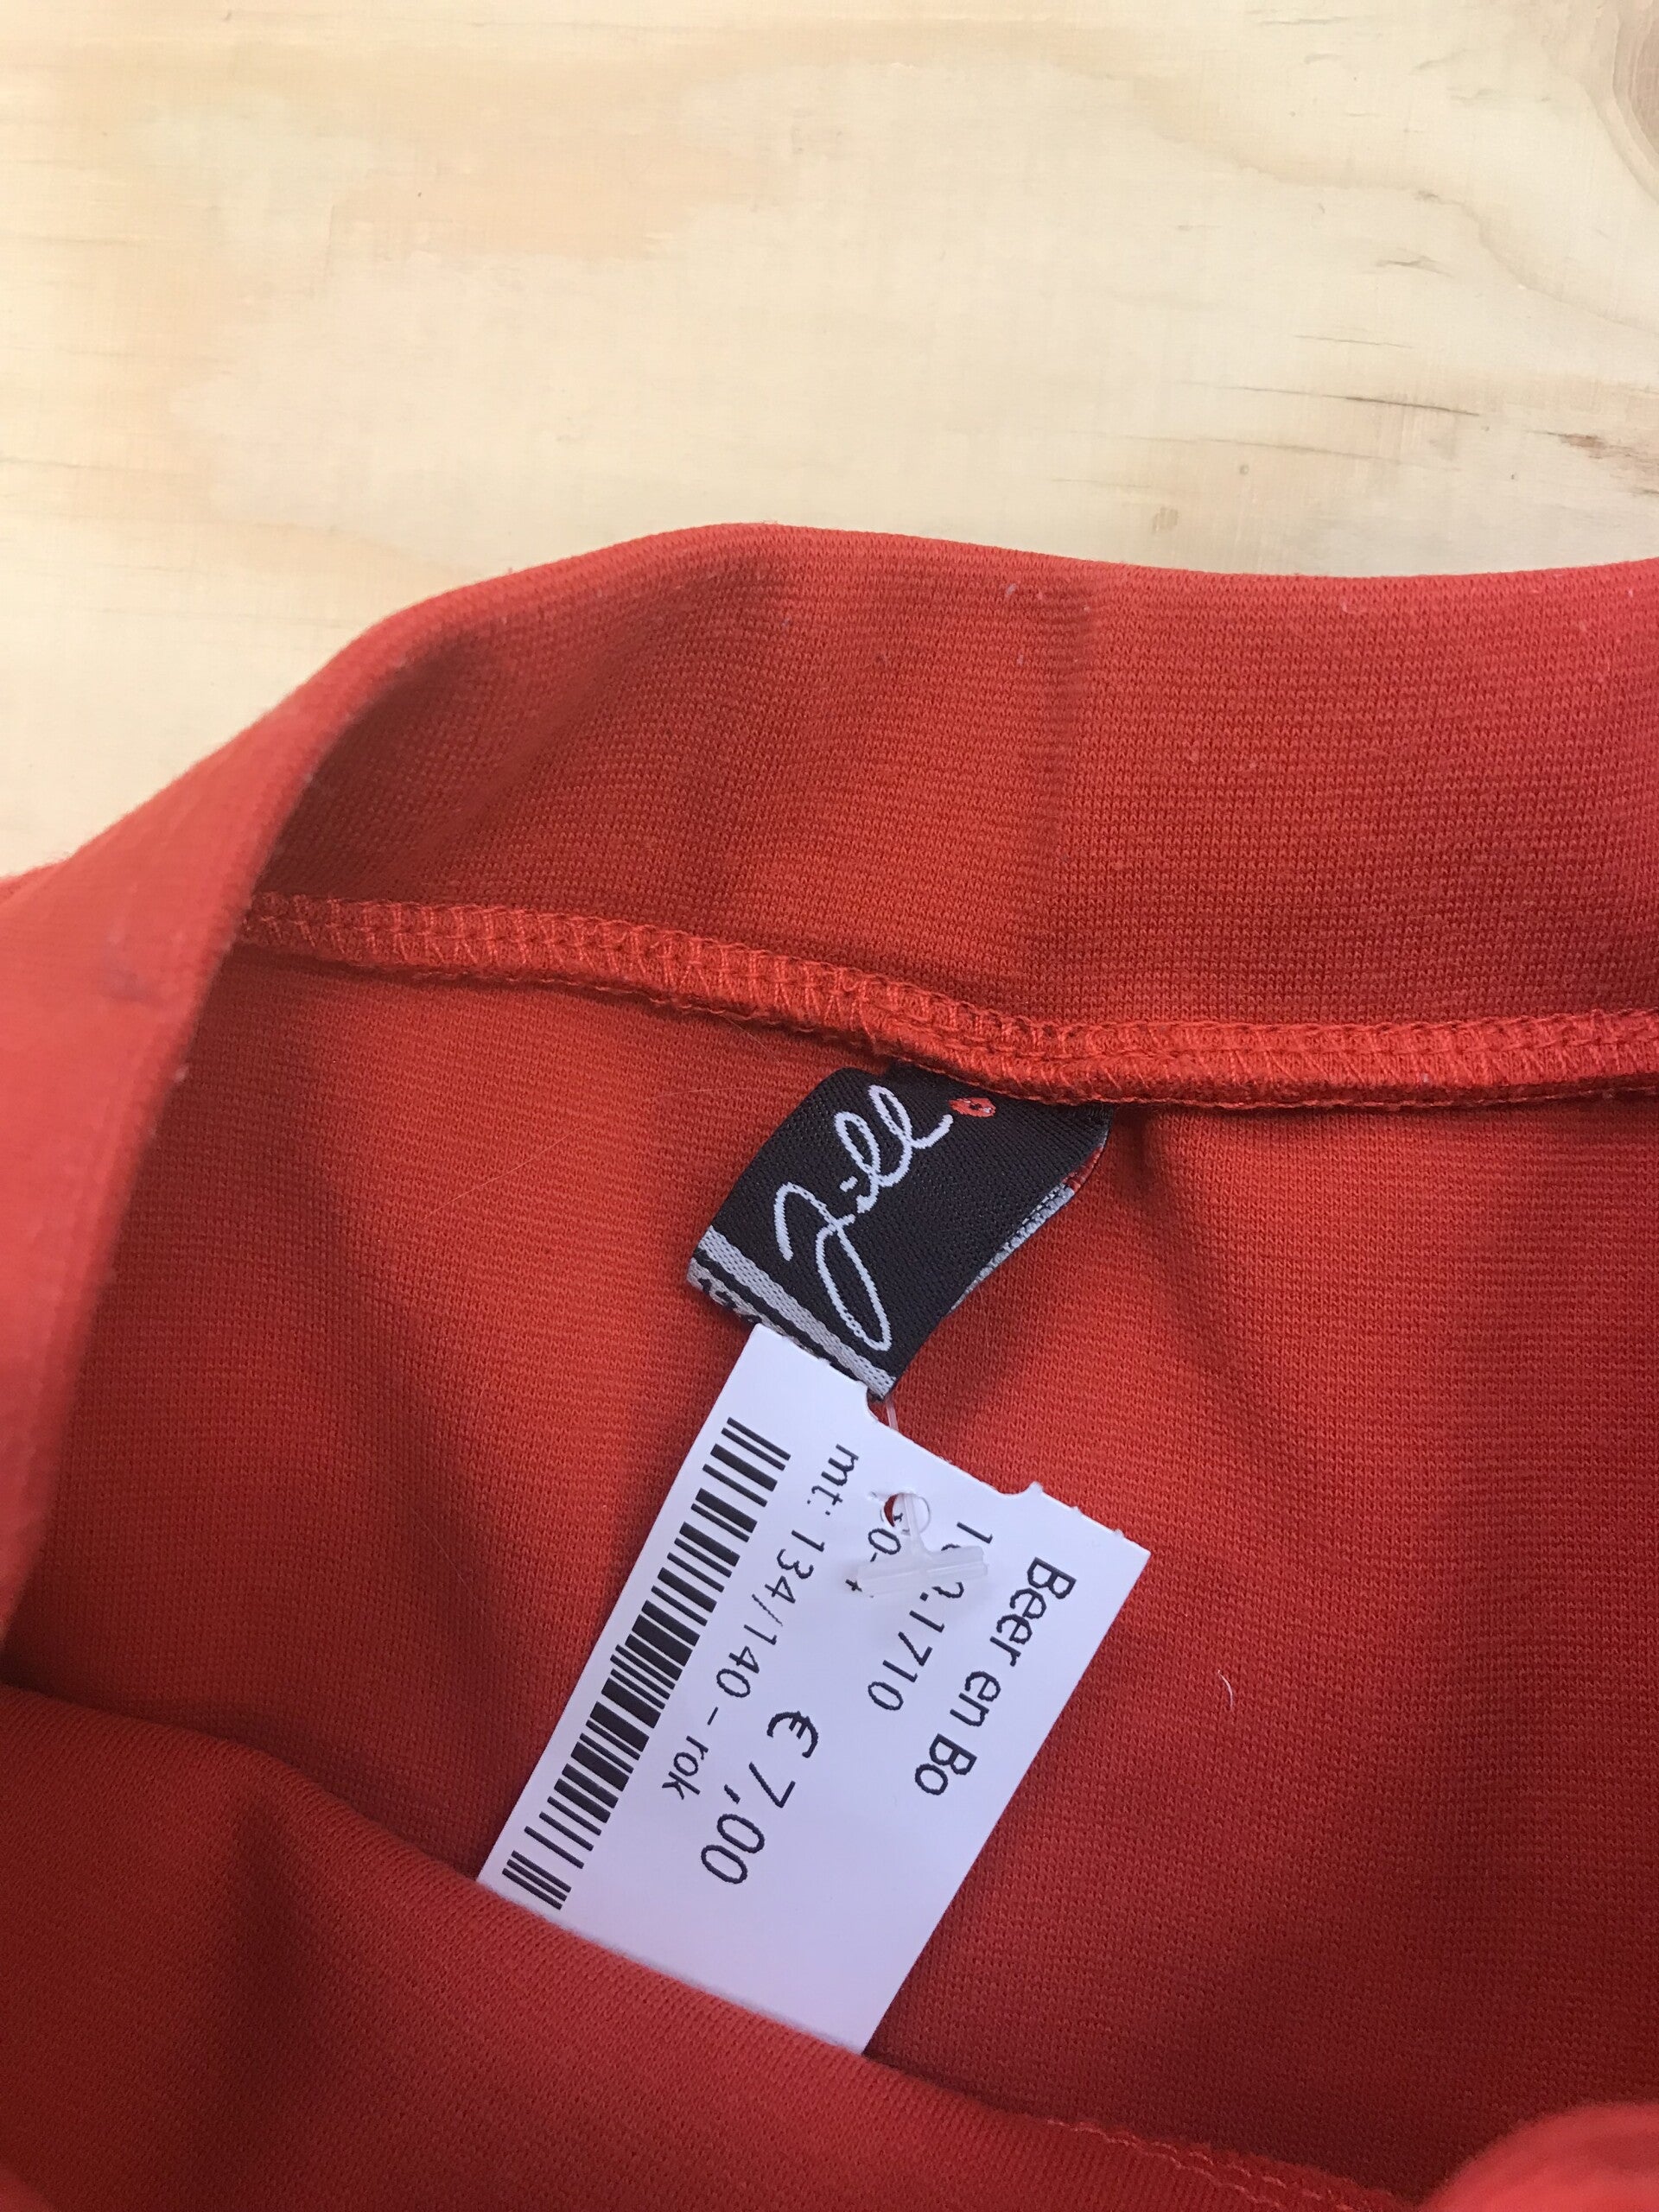 Jill
Beer en Bo
€ 7,00
mt: 134/140 - rok